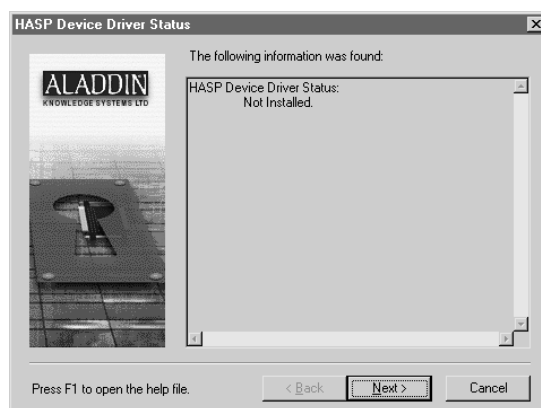 HASP Device Driver Status
The following information was found:
ALADDIN
KNOWLEDGE SYSTEMS LTD
HASP Device Driver Status:
Not Installed.
Press F1 to open the help file.
< Back
Next >
Cancel